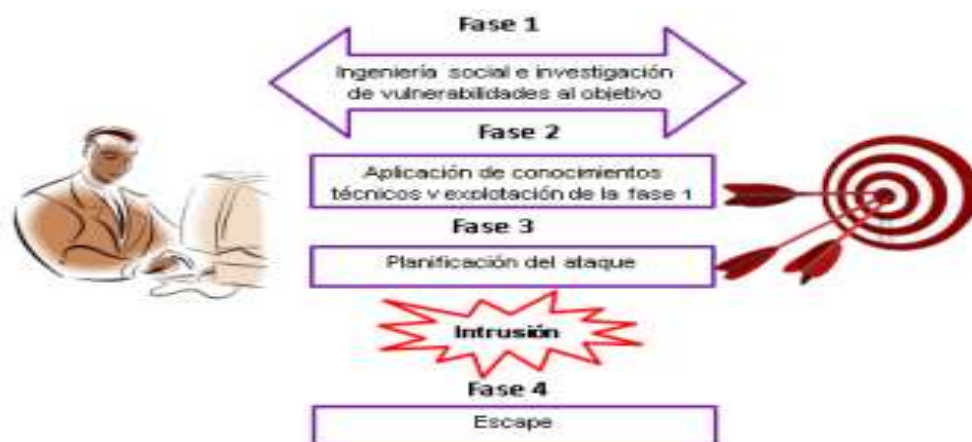 Fase 1
Ingeniería social e investigación
de vulnerabilidades al objetivo
Fase 2
Aplicación de conocimientos
técnicos y explotación de la fase 1
Fase 3
Planificación del ataque
Intrusión
Fase 4
Escape